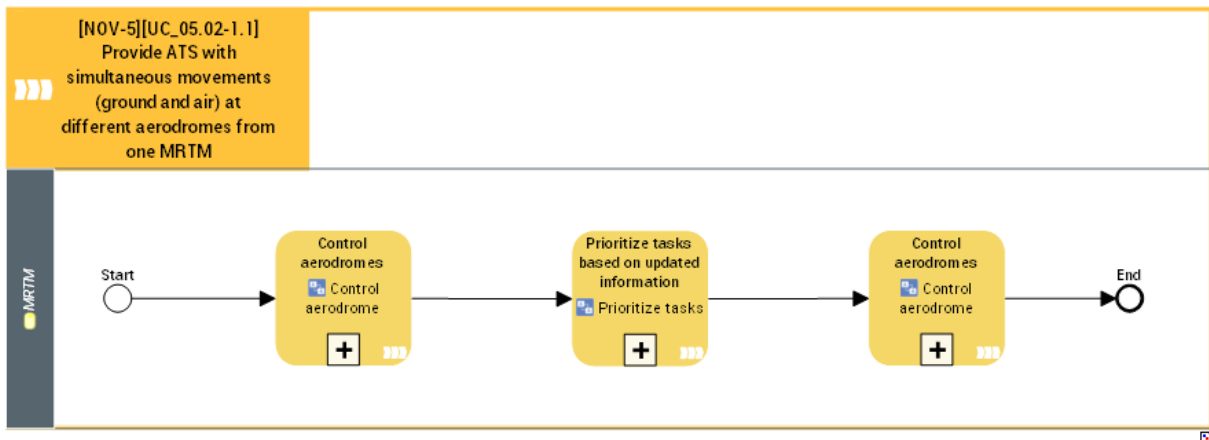 [NOV-5][UC_05.02-1.1]
Provide ATS with
simultaneous movements
(ground and air) at
different aerodromes from
one MRTM
MRTM
Start
Control
aerodromes
Control
aerodrome
Prioritize tasks
based on updated
information
Prioritize tasks
Control
aerodromes
Control
aerodrome
End